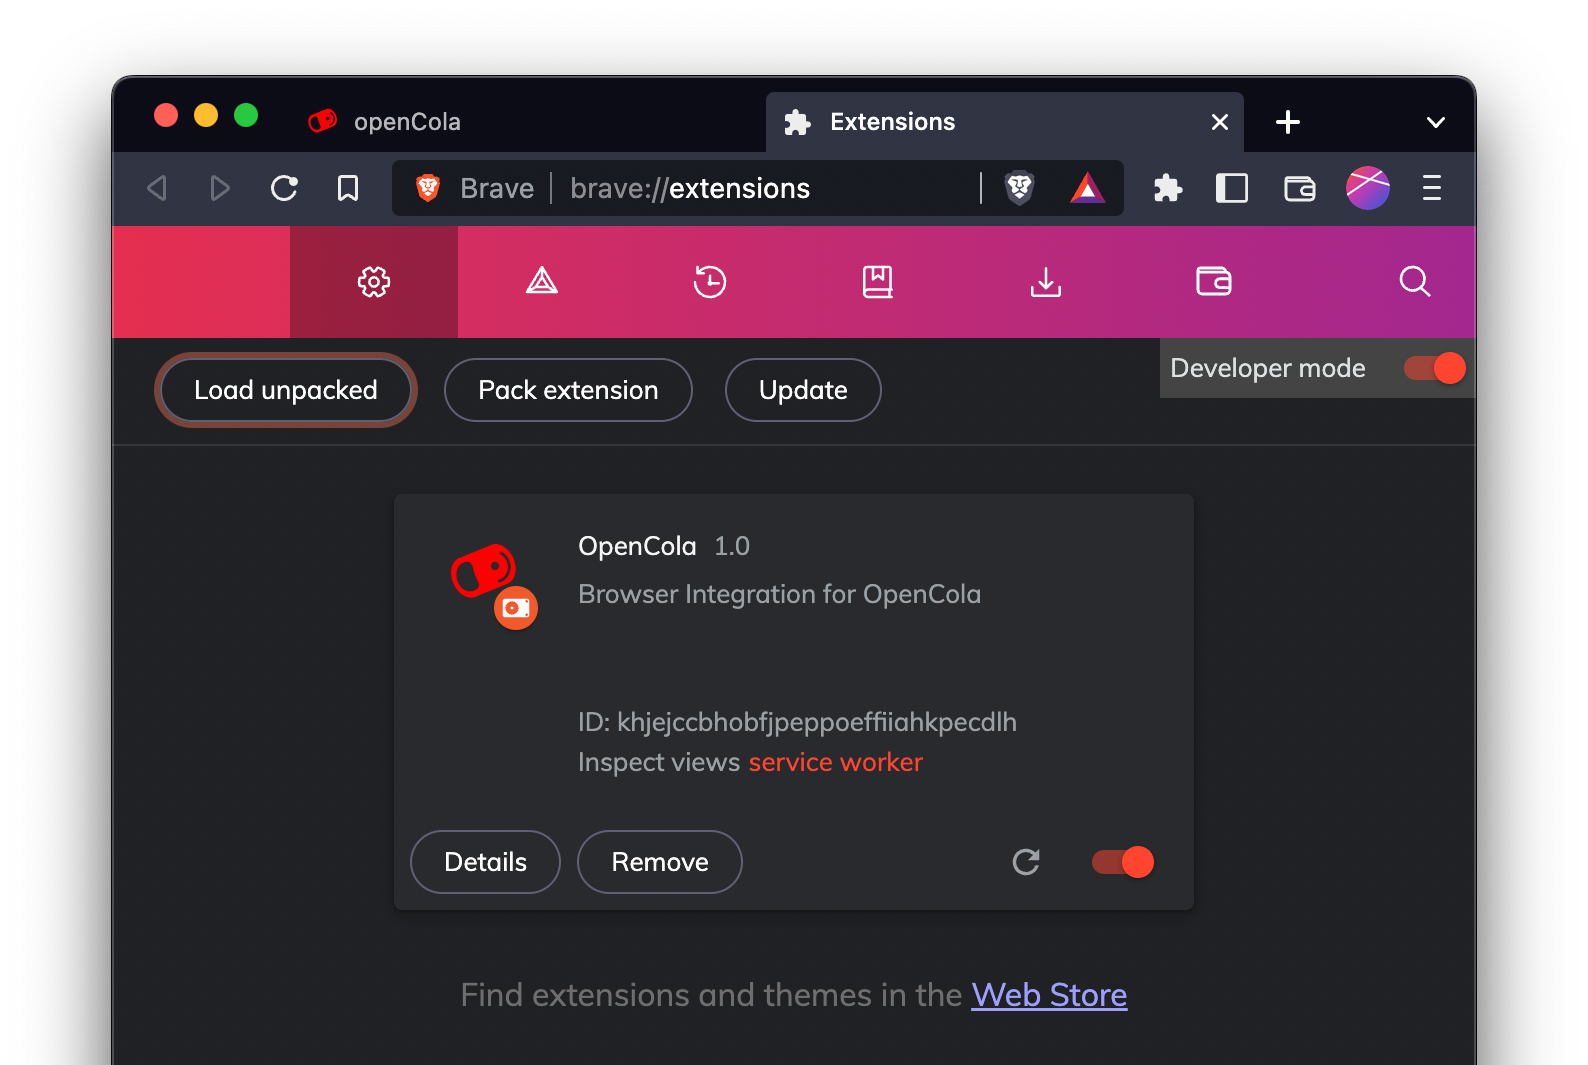 openCola
Extensions
Brave
brave://extensions
Load unpacked
Pack extension
Update
Developer mode
OpenCola 1.0
Browser Integration for OpenCola
ID: khjejccbhobfjpeppoeffiiahkpecdlh
Inspect views service worker
Details
Remove
Find extensions and themes in the Web Store